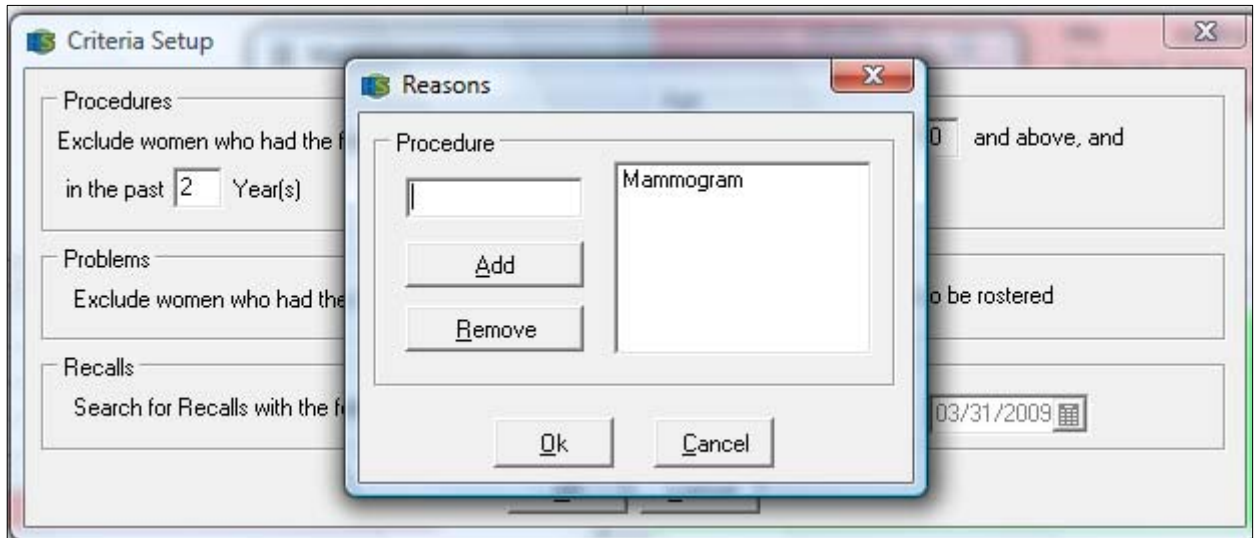 Criteria Setup
Reasons
Procedures
Exclude women who had the
in the past 2 Year(s)
0 and above, and
Procedure
Mammogram
Add
Remove
Problems
Exclude women who had the
be rostered
Recalls
Search for Recalls with the
03/31/2009
Ok
Cancel